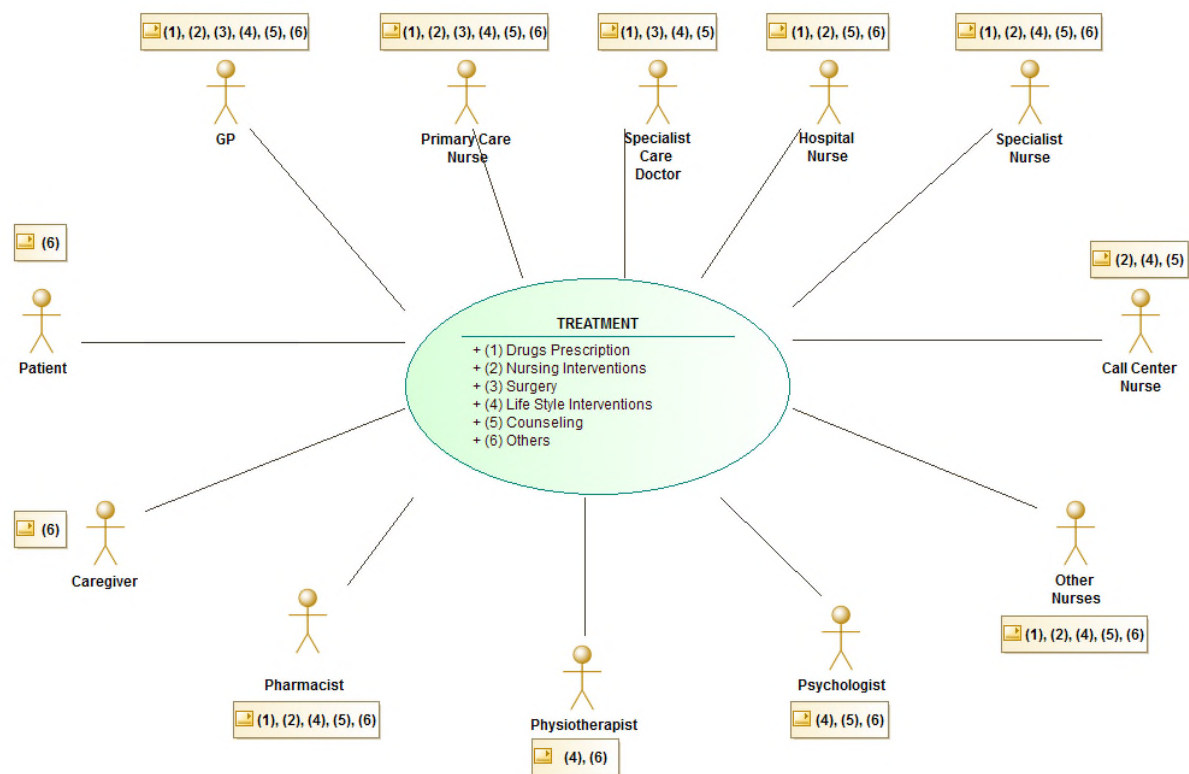 (1), (2), (3), (4), (5), (6)
(1), (2), (3), (4), (5), (6)
(1), (3), (4), (5)
(1), (2), (5), (6)
(1), (2), (4), (5), (6)
GP
Primary Care
Nurse
Specialist
Care
Doctor
Hospital
Nurse
Specialist
Nurse
(6)
Patient
(2), (4), (5)
Call Center
Nurse
TREATMENT
+ (1) Drugs Prescription
+ (2) Nursing Interventions
+ (3) Surgery
+ (4) Life Style Interventions
+ (5) Counseling
+ (6) Others
(6)
Caregiver
Other
Nurses
(1), (2), (4), (5), (6)
Pharmacist
(1), (2), (4), (5), (6)
Physiotherapist
(4), (6)
Psychologist
(4), (5), (6)